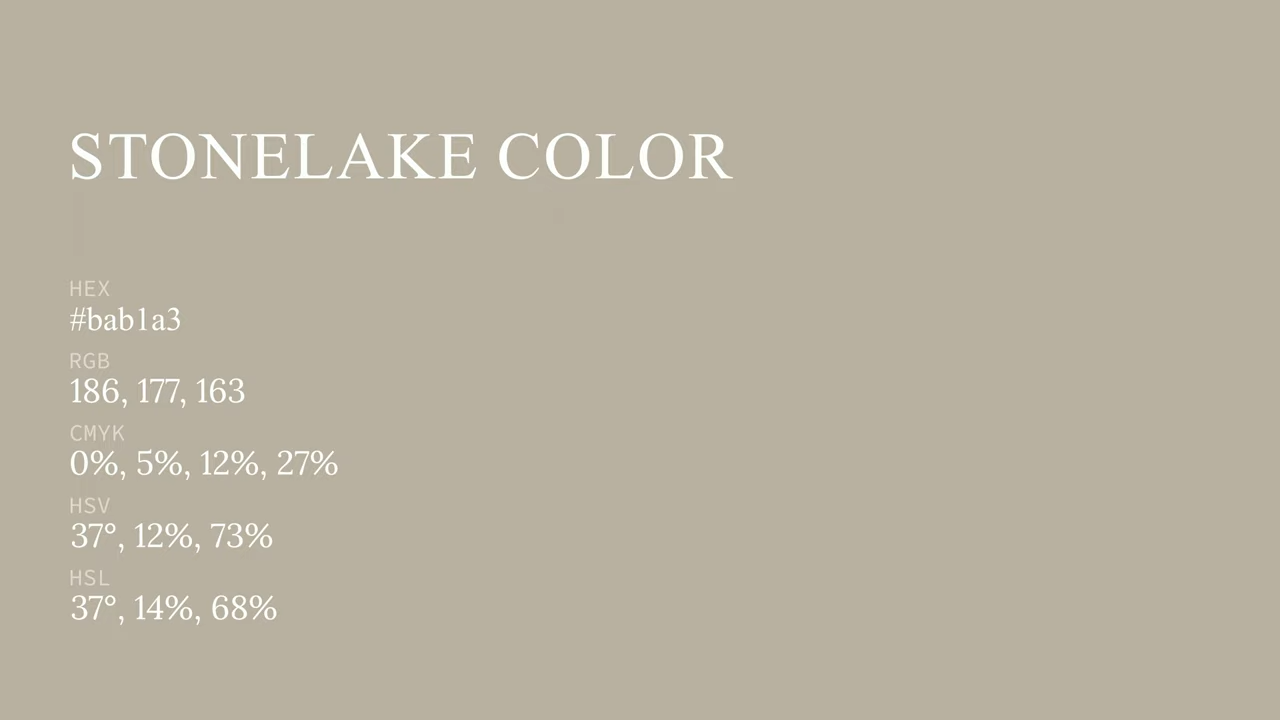 STONELAKE COLOR
HEX
#bab1a3
RGB
186, 177, 163
CMYK
0%, 5%, 12%, 27%
HSV
37°, 12%, 73%
HSL
37°, 14%, 68%